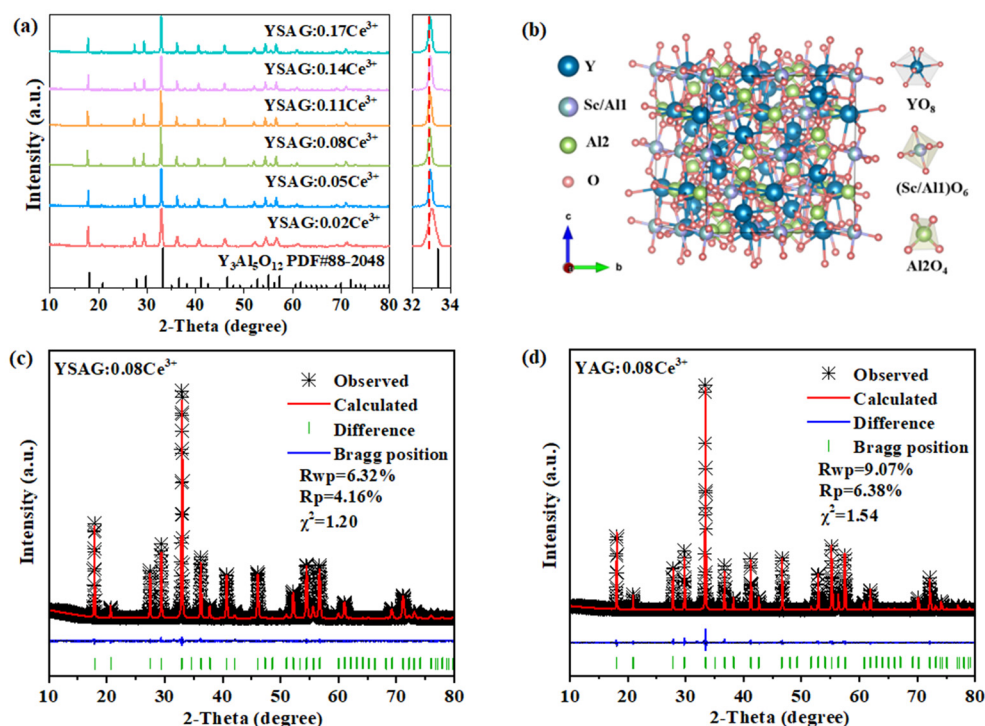 (a)
YSAG:0.17Ce³⁺
YSAG:0.14Ce³⁺
YSAG:0.11Ce³⁺
YSAG:0.08Ce³⁺
YSAG:0.05Ce³⁺
YSAG:0.02Ce³⁺
Y₃Al₅O₁₂ PDF#88-2048
Intensity (a.u.)
10 20 30 40 50 60 70 80
32 34
2-Theta (degree)
(b)
Y
Sc/Al1
Al2
O
c
b
YO₈
(Sc/Al1)O₆
Al2O₄
(c)
YSAG:0.08Ce³⁺
Observed
Calculated
Difference
Bragg position
Rwp=6.32%
Rp=4.16%
χ²=1.20
Intensity (a.u.)
10 20 30 40 50 60 70 80
2-Theta (degree)
(d)
YAG:0.08Ce³⁺
Observed
Calculated
Difference
Bragg position
Rwp=9.07%
Rp=6.38%
χ²=1.54
Intensity (a.u.)
10 20 30 40 50 60 70 80
2-Theta (degree)